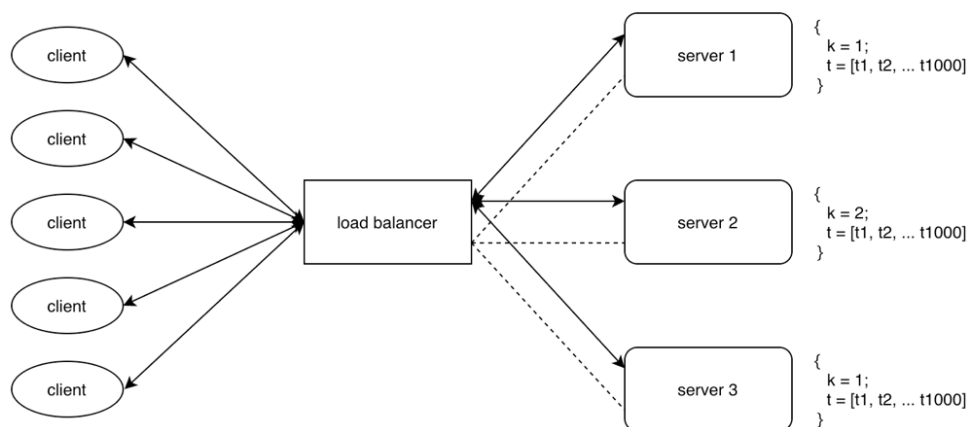 client
client
client
client
client
load balancer
server 1
{
k = 1;
t = [t1, t2, ... t1000]
}
server 2
{
k = 2;
t = [t1, t2, ... t1000]
}
server 3
{
k = 1;
t = [t1, t2, ... t1000]
}